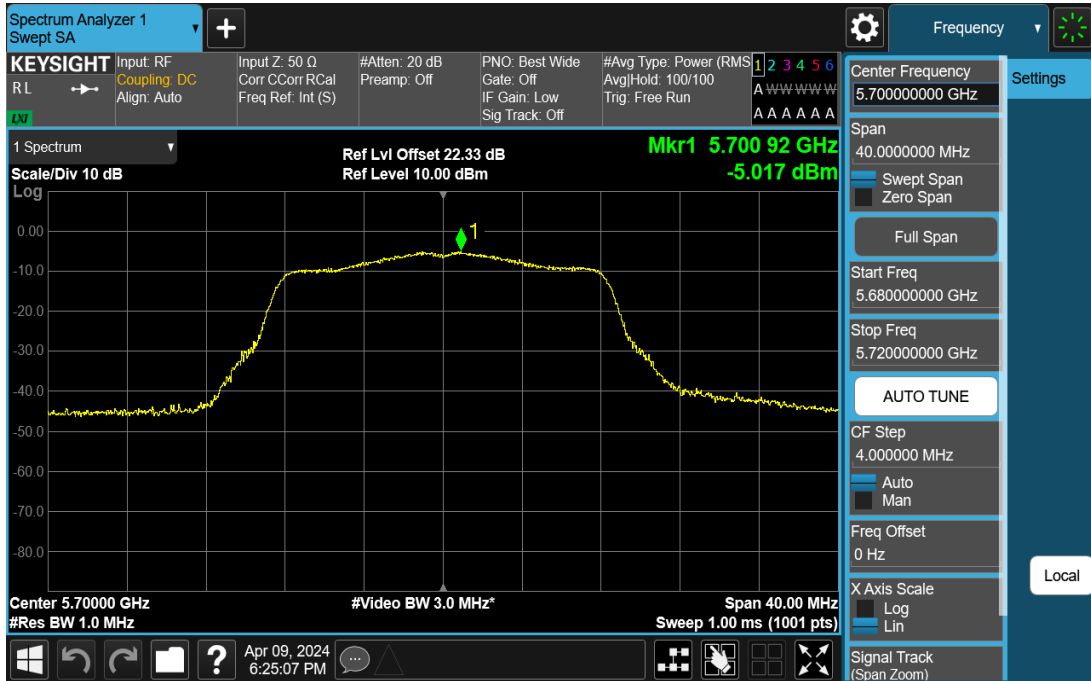 Spectrum Analyzer 1
Swept SA
+
Frequency
KEYSIGHT
R L
LXI
Input: RF
Coupling: DC
Align: Auto
Input Z: 50 Ω
Corr CCorr RCal
Freq Ref: Int (S)
#Atten: 20 dB
Preamp: Off
PNO: Best Wide
Gate: Off
IF Gain: Low
Sig Track: Off
#Avg Type: Power (RMS
Avg|Hold: 100/100
Trig: Free Run
1 2 3 4 5 6
A W W W W W
A A A A A A
1 Spectrum
Scale/Div 10 dB
Ref Lvl Offset 22.33 dB
Ref Level 10.00 dBm
Mkr1 5.700 92 GHz
-5.017 dBm
Log
1
0.00
-10.0
-20.0
-30.0
-40.0
-50.0
-60.0
-70.0
-80.0
Center 5.70000 GHz
#Video BW 3.0 MHz*
Span 40.00 MHz
#Res BW 1.0 MHz
Sweep 1.00 ms (1001 pts)
?
Apr 09, 2024
6:25:07 PM
Center Frequency
5.700000000 GHz
Settings
Span
40.0000000 MHz
Swept Span
Zero Span
Full Span
Start Freq
5.680000000 GHz
Stop Freq
5.720000000 GHz
AUTO TUNE
CF Step
4.000000 MHz
Auto
Man
Freq Offset
0 Hz
Local
X Axis Scale
Log
Lin
Signal Track
(Span Zoom)